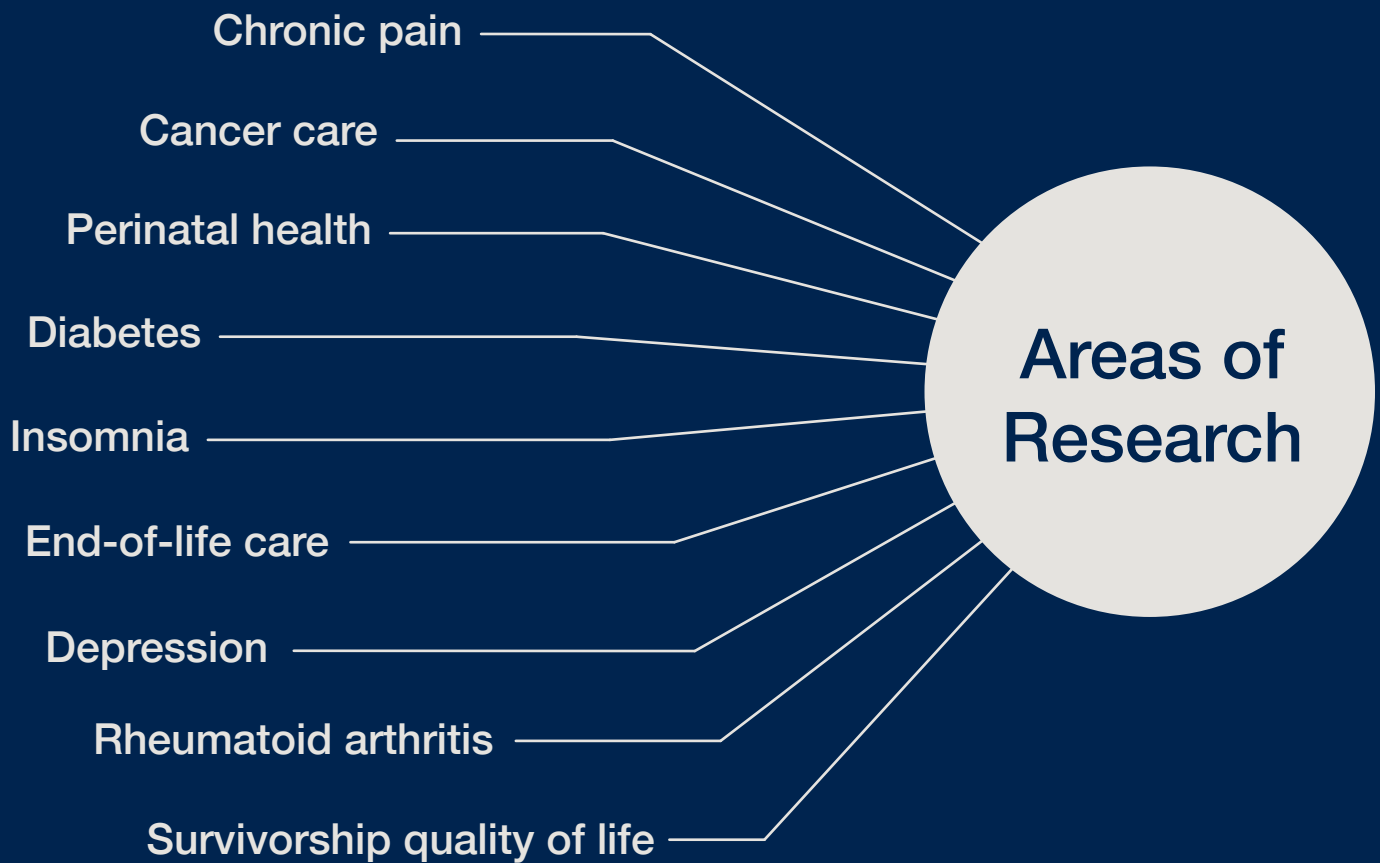 Chronic pain
Cancer care
Perinatal health
Diabetes
Insomnia
End-of-life care
Depression
Rheumatoid arthritis
Survivorship quality of life
Areas of
Research